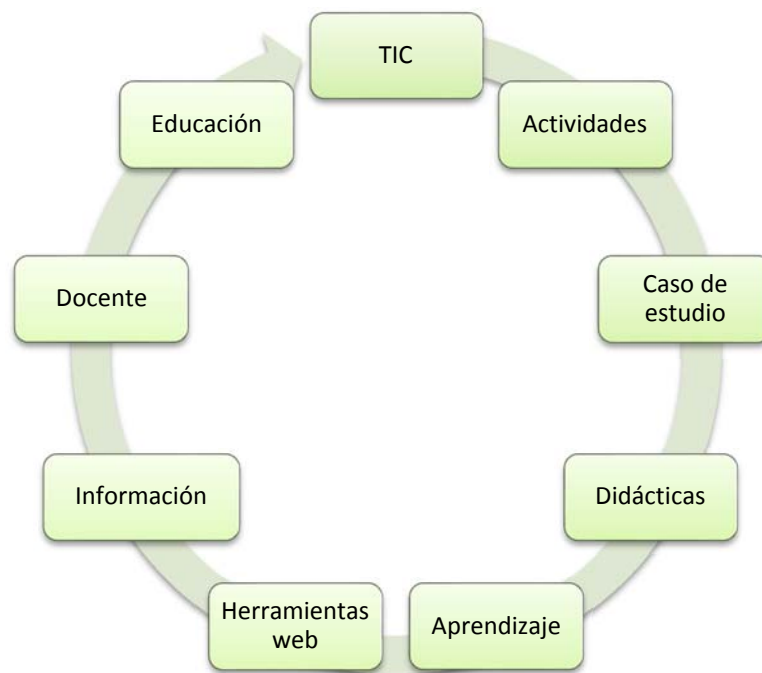 TIC
Actividades
Caso de
estudio
Didácticas
Aprendizaje
Herramientas
web
Información
Docente
Educación